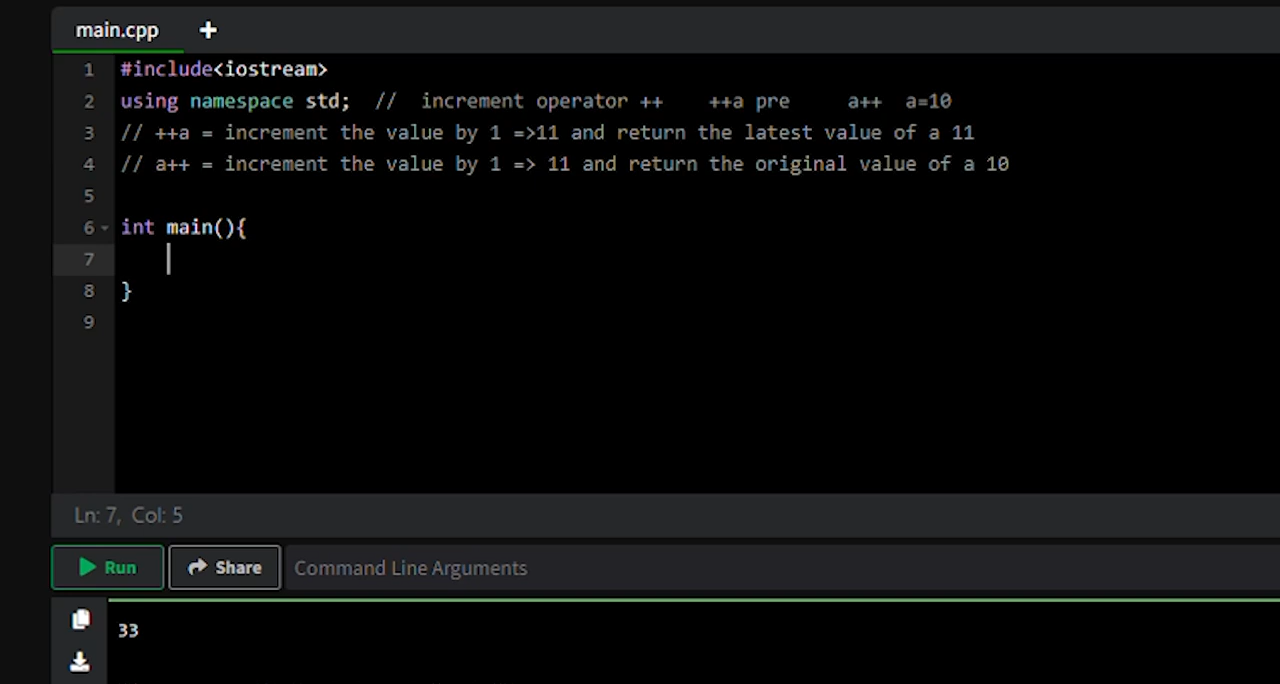 main.cpp +
1 #include<iostream>
2 using namespace std; // increment operator ++ ++a pre a++ a=10
3 // ++a = increment the value by 1 =>11 and return the latest value of a 11
4 // a++ = increment the value by 1 => 11 and return the original value of a 10
5
6 int main(){
7
8 }
9
Ln: 7, Col: 5
Run Share Command Line Arguments
33